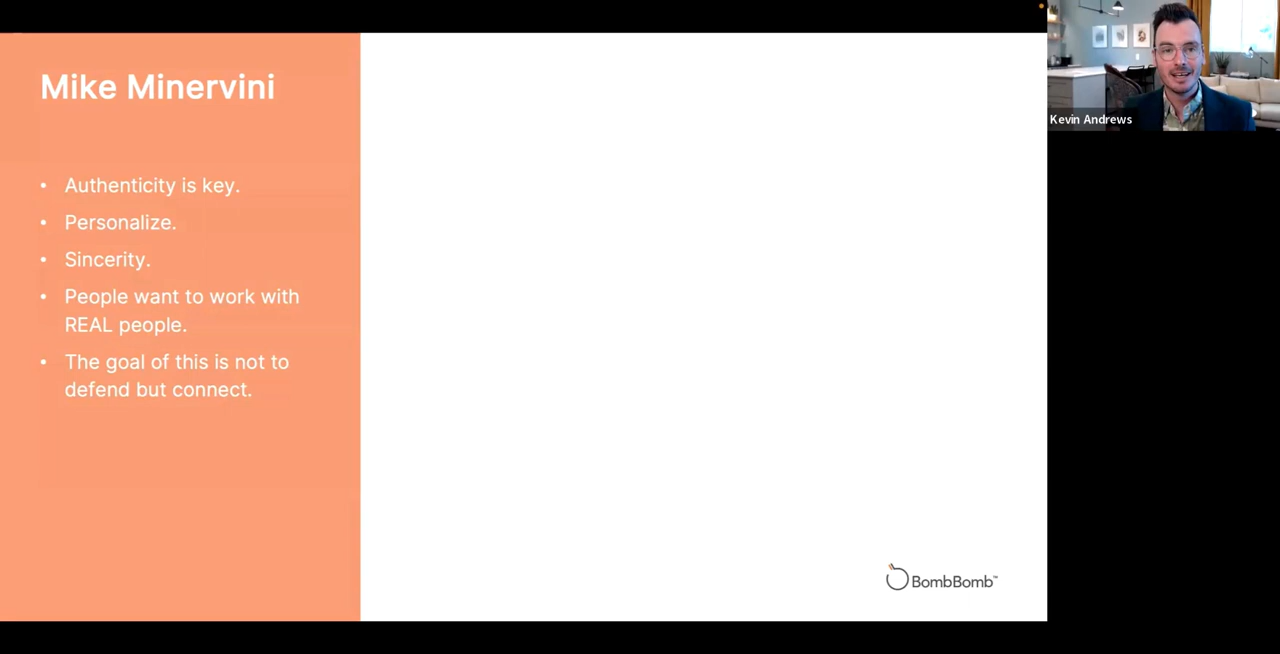 Mike Minervini
• Authenticity is key.
• Personalize.
• Sincerity.
• People want to work with
REAL people.
• The goal of this is not to
defend but connect.
BombBomb™
Kevin Andrews